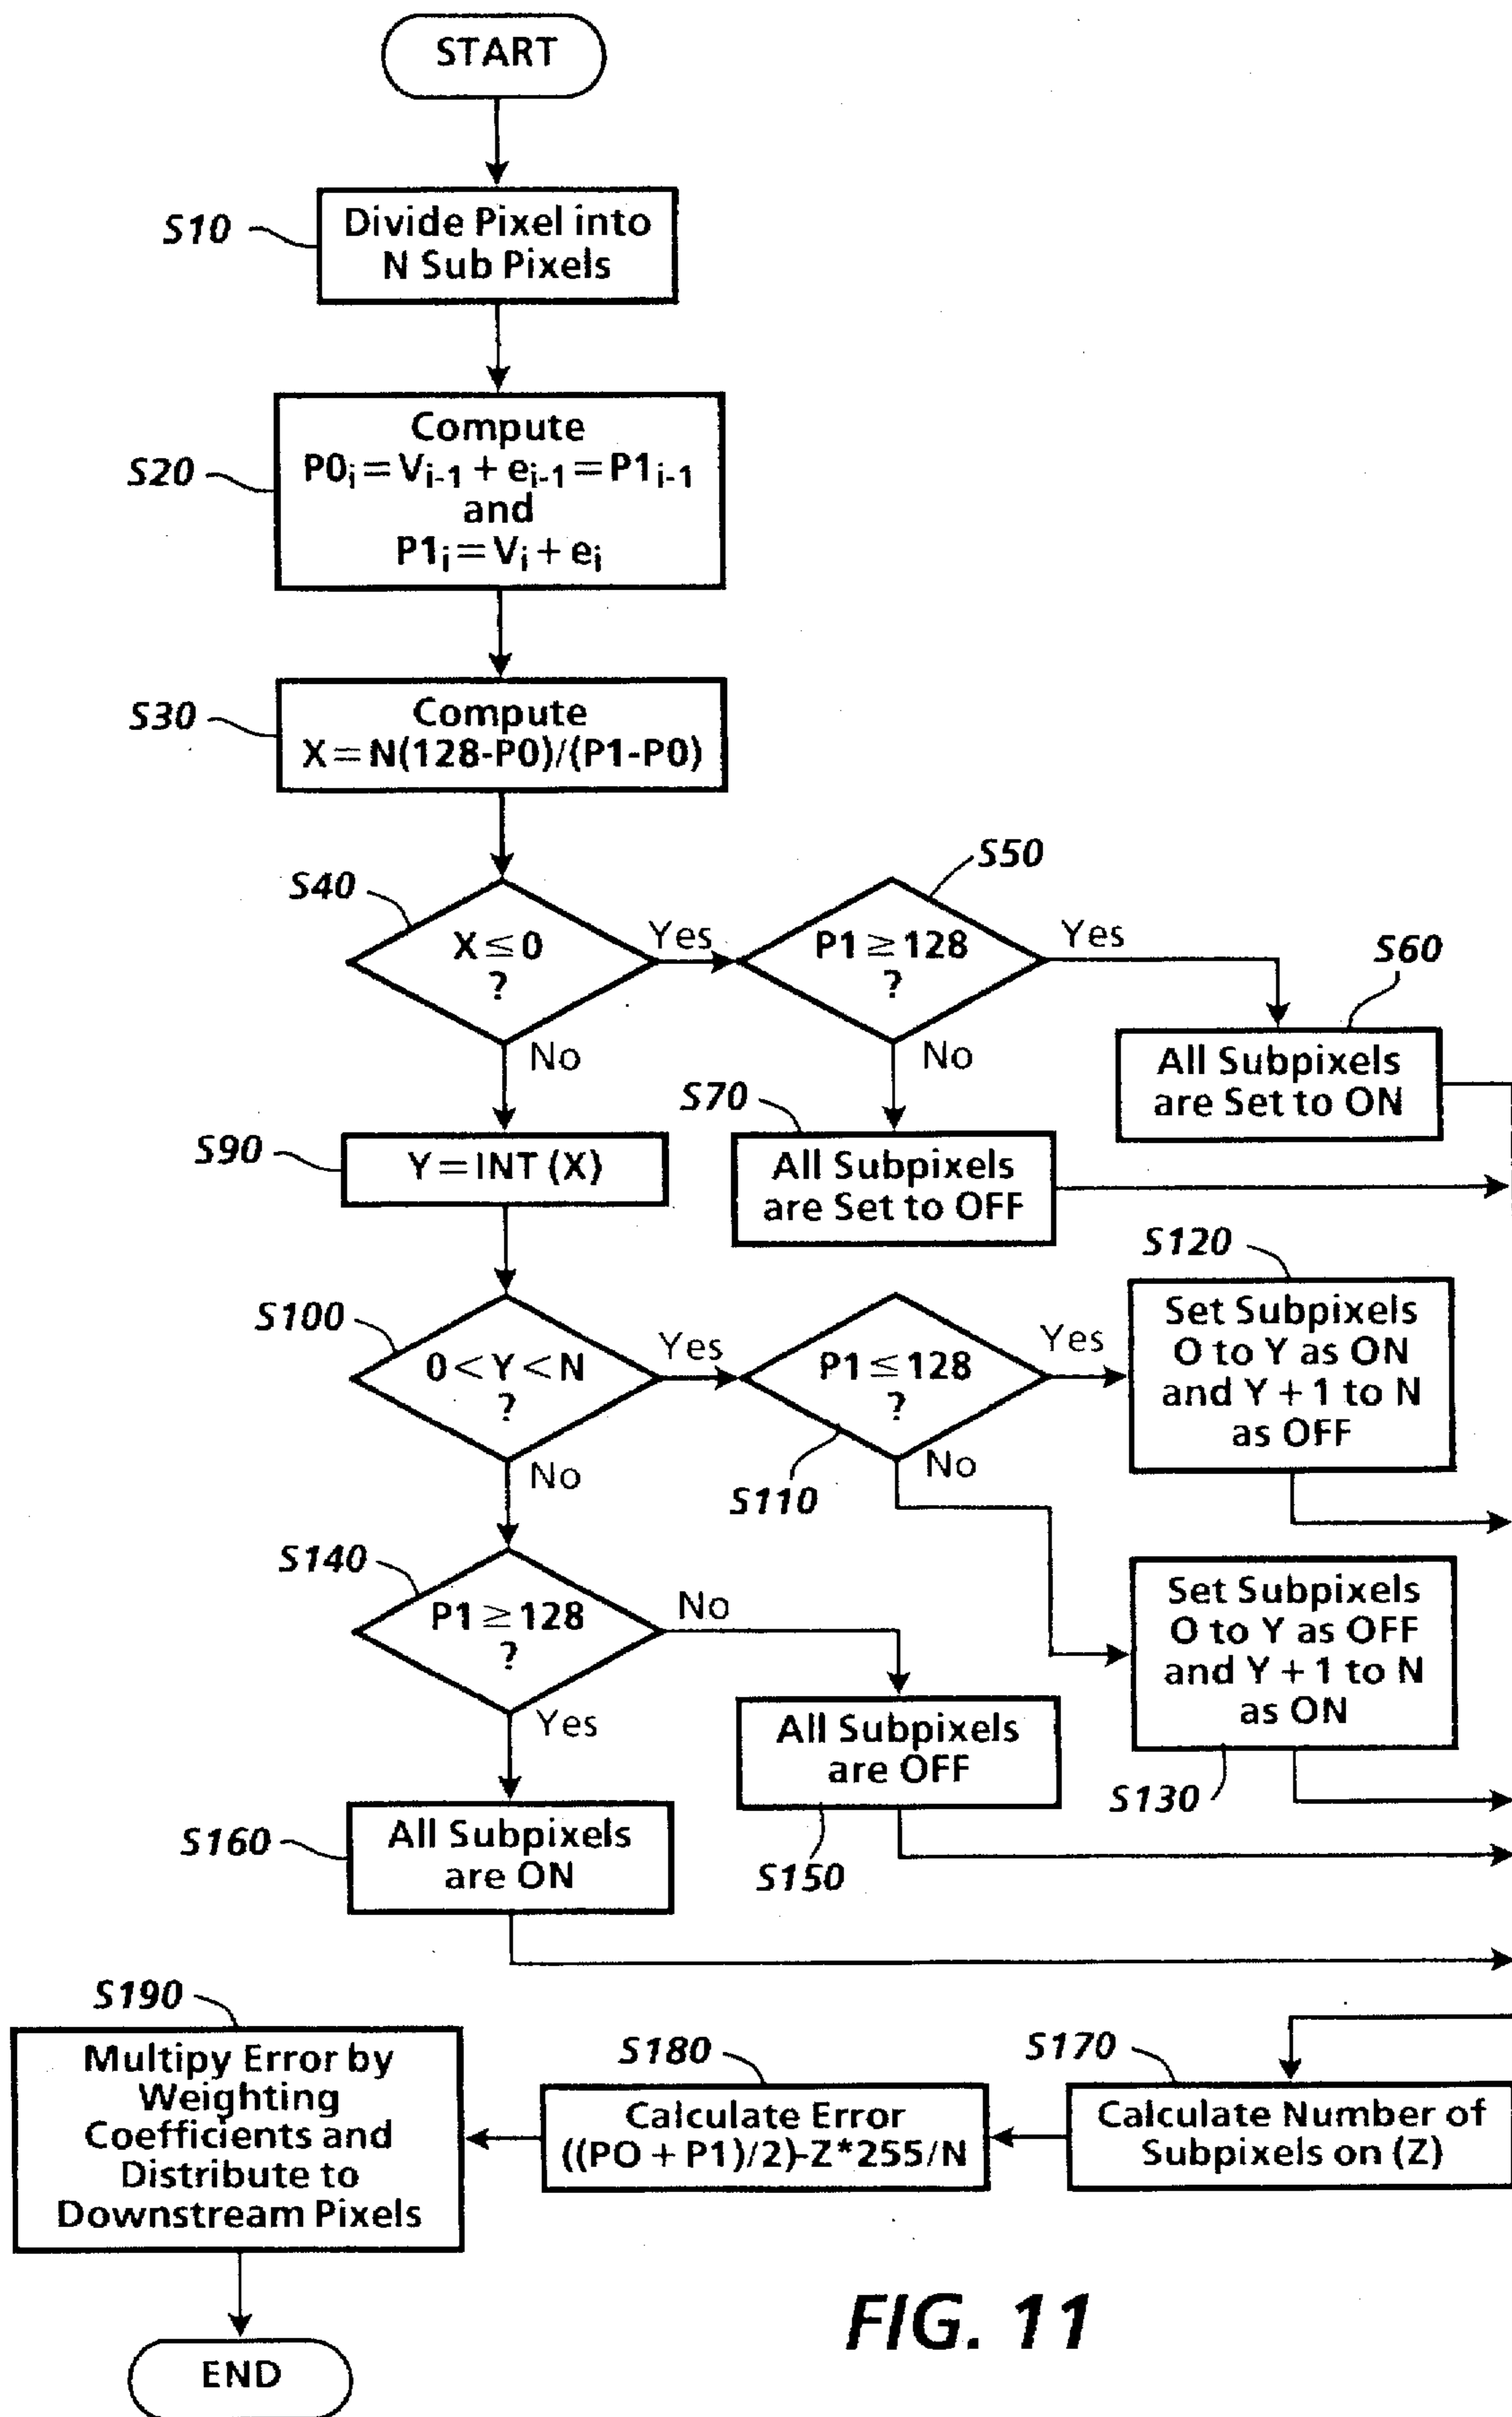 START
S10
Divide Pixel into
N Sub Pixels
S20
Compute
P0i = Vi-1 + ei-1 = P1i-1
and
P1i = Vi + ei
S30
Compute
X = N(128-P0)/(P1-P0)
S40
X ≤ 0
?
Yes
No
S50
P1 ≥ 128
?
Yes
No
S60
All Subpixels
are Set to ON
S70
All Subpixels
are Set to OFF
S90
Y = INT (X)
S100
0 < Y < N
?
Yes
No
P1 ≤ 128
?
Yes
No
S110
S120
Set Subpixels
O to Y as ON
and Y + 1 to N
as OFF
S140
P1 ≥ 128
?
No
Yes
Set Subpixels
O to Y as OFF
and Y + 1 to N
as ON
S130
All Subpixels
are OFF
S150
S160
All Subpixels
are ON
S170
Calculate Number of
Subpixels on (Z)
S180
Calculate Error
((PO + P1)/2)-Z*255/N
S190
Multipy Error by
Weighting
Coefficients and
Distribute to
Downstream Pixels
END
FIG. 11